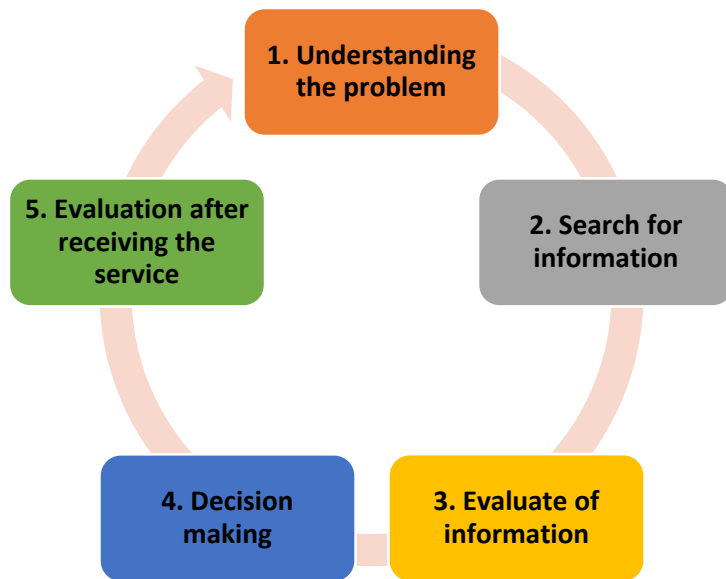 1. Understanding
the problem
2. Search for
information
3. Evaluate of
information
4. Decision
making
5. Evaluation after
receiving the
service